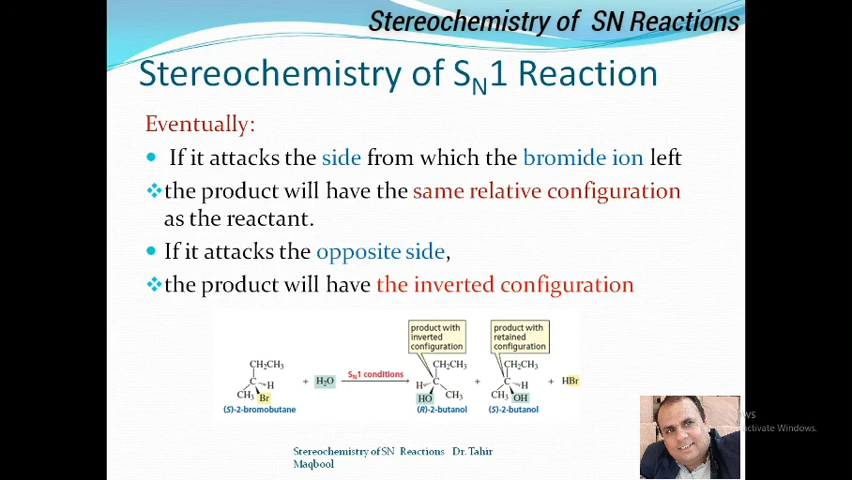 Stereochemistry of SN Reactions
Stereochemistry of SN1 Reaction
Eventually:
If it attacks the side from which the bromide ion left
the product will have the same relative configuration
as the reactant.
If it attacks the opposite side,
the product will have the inverted configuration
product with
inverted
configuration
product with
retained
configuration
CH2CH3
C
H
CH3
Br
(S)-2-bromobutane
+ H2O
SN1 conditions
CH2CH3
H
C
HO
CH3
(R)-2-butanol
+
CH2CH3
C
H
CH3
OH
(S)-2-butanol
+ HBr
Stereochemistry of SN Reactions Dr. Tahir
Maqbool
activate Windows.